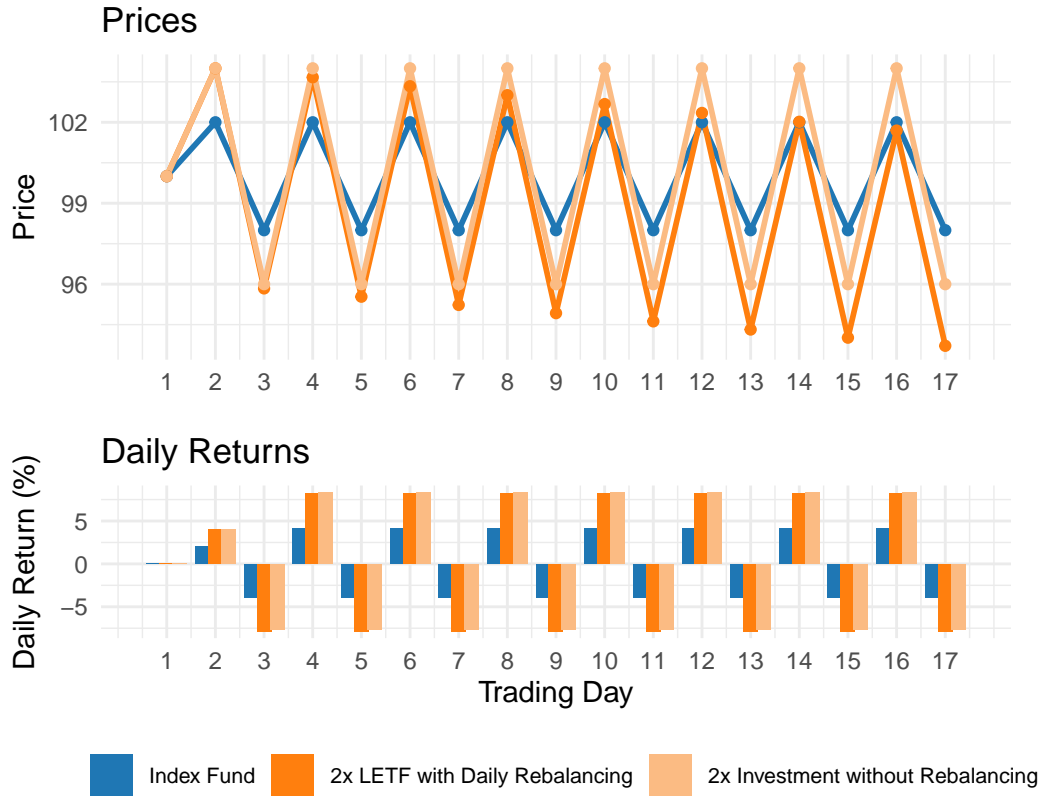 Prices
Price
102
99
96
1 2 3 4 5 6 7 8 9 10 11 12 13 14 15 16 17
Daily Returns
Daily Return (%)
5
0
−5
1 2 3 4 5 6 7 8 9 10 11 12 13 14 15 16 17
Trading Day
Index Fund 2x LETF with Daily Rebalancing 2x Investment without Rebalancing